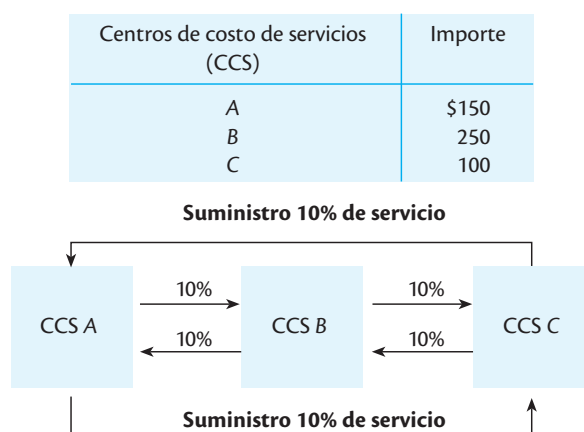 Centros de costo de servicios Importe
(CCS)
A $150
B 250
C 100
Suministro 10% de servicio
10% 10%
CCS A CCS B CCS C
10% 10%
Suministro 10% de servicio